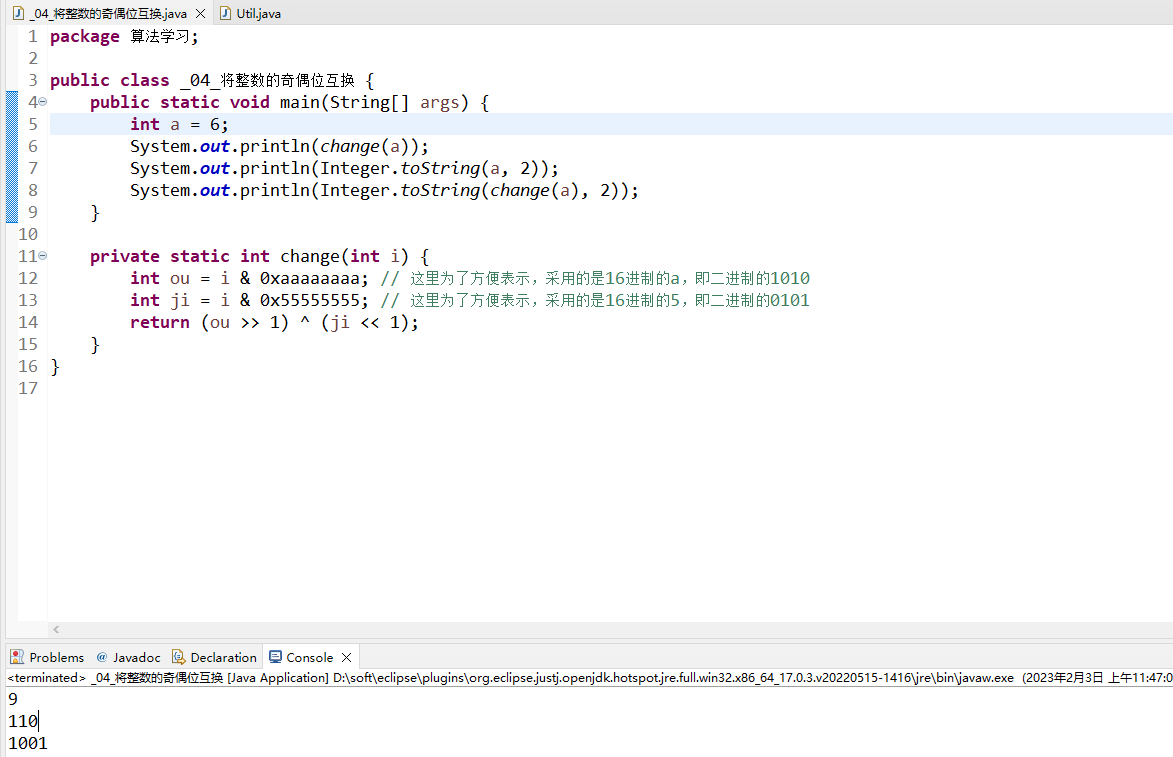 _04_将整数的奇偶位互换.java Util.java
1 package 算法学习;
2
3 public class _04_将整数的奇偶位互换 {
4     public static void main(String[] args) {
5         int a = 6;
6         System.out.println(change(a));
7         System.out.println(Integer.toString(a, 2));
8         System.out.println(Integer.toString(change(a), 2));
9     }
10
11     private static int change(int i) {
12         int ou = i & 0xaaaaaaaa; // 这里为了方便表示，采用的是16进制的a，即二进制的1010
13         int ji = i & 0x55555555; // 这里为了方便表示，采用的是16进制的5，即二进制的0101
14         return (ou >> 1) ^ (ji << 1);
15     }
16 }
17
Problems @ Javadoc Declaration Console
<terminated> _04_将整数的奇偶位互换 [Java Application] D:\soft\eclipse\plugins\org.eclipse.justj.openjdk.hotspot.jre.full.win32.x86_64_17.0.3.v20220515-1416\jre\bin\javaw.exe (2023年2月3日 上午11:47:0
9
110
1001